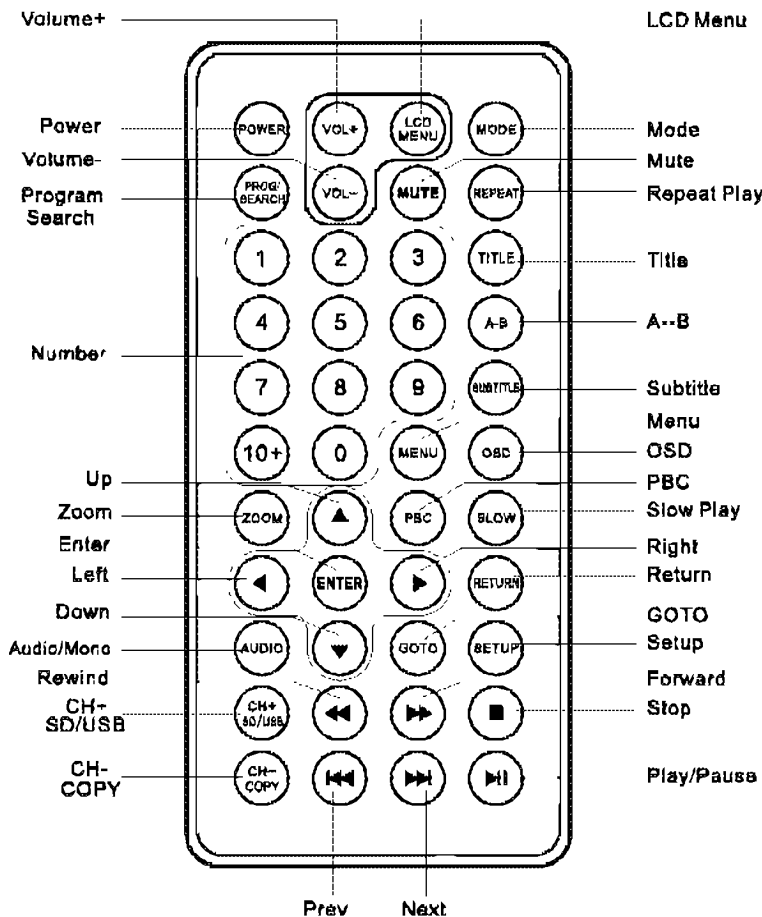 Volume+
LCD Menu
Power
POWER
VOL+
LCD
MENU
MODE
Mode
Volume-
Mute
Program
Search
PROG/
SEARCH
VOL-
MUTE
REPEAT
Repeat Play
1
2
3
TITLE
Title
4
5
6
A-B
A--B
Number
7
8
9
SUBTITLE
Subtitle
Menu
10+
0
MENU
OSD
OSD
Up
PBC
Zoom
ZOOM
PBC
SLOW
Slow Play
Enter
Right
Left
ENTER
RETURN
Return
Down
GOTO
Audio/Mono
AUDIO
GOTO
SETUP
Setup
Rewind
Forward
CH+
SD/USB
CH+
SD/USB
Stop
CH-
COPY
CH-
COPY
Play/Pause
Prev
Next